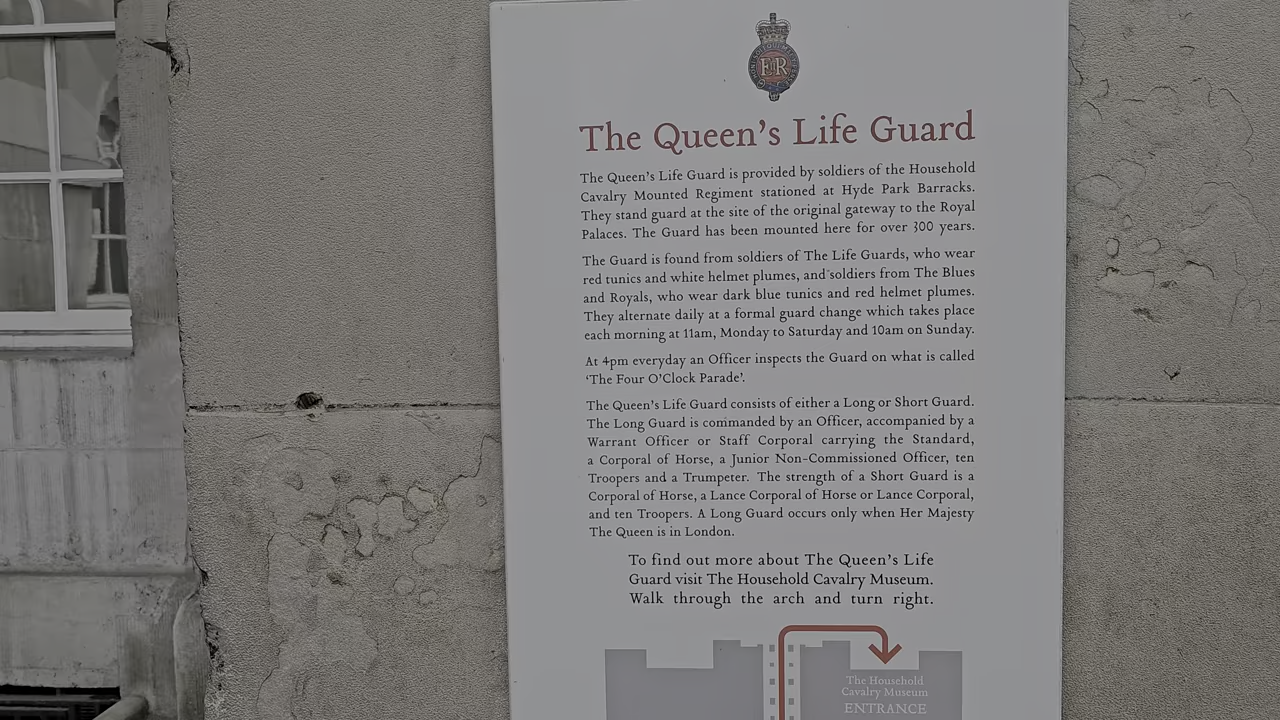 EIIR
The Queen's Life Guard
The Queen's Life Guard is provided by soldiers of the Household
Cavalry Mounted Regiment stationed at Hyde Park Barracks.
They stand guard at the site of the original gateway to the Royal
Palaces. The Guard has been mounted here for over 300 years.
The Guard is found from soldiers of The Life Guards, who wear
red tunics and white helmet plumes, and soldiers from The Blues
and Royals, who wear dark blue tunics and red helmet plumes.
They alternate daily at a formal guard change which takes place
each morning at 11am, Monday to Saturday and 10am on Sunday.
At 4pm everyday an Officer inspects the Guard on what is called
'The Four O'Clock Parade'.
The Queen's Life Guard consists of either a Long or Short Guard.
The Long Guard is commanded by an Officer, accompanied by a
Warrant Officer or Staff Corporal carrying the Standard,
a Corporal of Horse, a Junior Non-Commissioned Officer, ten
Troopers and a Trumpeter. The strength of a Short Guard is a
Corporal of Horse, a Lance Corporal of Horse or Lance Corporal,
and ten Troopers. A Long Guard occurs only when Her Majesty
The Queen is in London.
To find out more about The Queen's Life
Guard visit The Household Cavalry Museum.
Walk through the arch and turn right.
The Household
Cavalry Museum
ENTRANCE